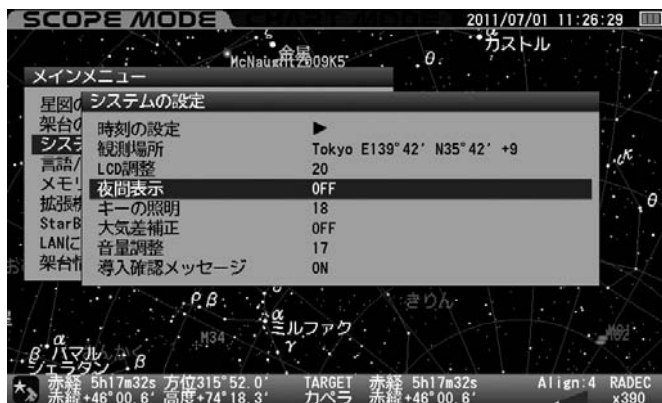 SCOPE MODE 2011/07/01 11:26:29
カストル
金星
McNaught2009K5
θ
メインメニュー
システムの設定
星図の
架台の
システ
言語/
メモリ
拡張機
StarB
LANに
架台情
時刻の設定 ▶
観測場所 Tokyo E139°42′ N35°42′ +9
LCD調整 20
夜間表示 OFF
キーの照明 18
大気差補正 OFF
音量調整 17
導入確認メッセージ ON
κ
θ
ρ β
きりん
α
ミルファク
γ
M34
α
β ハマル
β
シェラタン
赤経 5h17m32s 方位315°52.0′ TARGET 赤経 5h17m32s Align:4 RADEC
赤緯+46°00.6′ 高度+74°18.3′ カペラ 赤緯+46°00.6′ x390